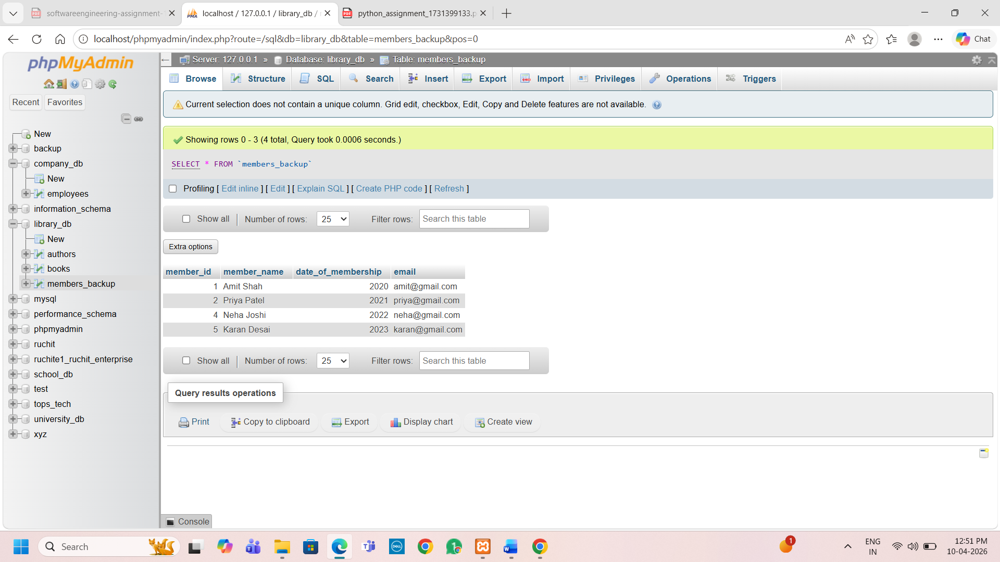 softwareengineering-assignment-
localhost / 127.0.0.1 / library_db /
python_assignment_1731399133.p
localhost/phpmyadmin/index.php?route=/sql&db=library_db&table=members_backup&pos=0
Chat
phpMyAdmin
Recent
Favorites
New
backup
company_db
New
employees
information_schema
library_db
New
authors
books
members_backup
mysql
performance_schema
phpmyadmin
ruchit
ruchite1_ruchit_enterprise
school_db
test
tops_tech
university_db
xyz
Server: 127.0.0.1 » Database: library_db » Table: members_backup
Browse Structure SQL Search Insert Export Import Privileges Operations Triggers
Current selection does not contain a unique column. Grid edit, checkbox, Edit, Copy and Delete features are not available.
Showing rows 0 - 3 (4 total, Query took 0.0006 seconds.)
SELECT * FROM `members_backup`
Profiling [ Edit inline ] [ Edit ] [ Explain SQL ] [ Create PHP code ] [ Refresh ]
Show all | Number of rows: 25 Filter rows: Search this table
Extra options
member_id member_name date_of_membership email
1 Amit Shah 2020 amit@gmail.com
2 Priya Patel 2021 priya@gmail.com
4 Neha Joshi 2022 neha@gmail.com
5 Karan Desai 2023 karan@gmail.com
Show all | Number of rows: 25 Filter rows: Search this table
Query results operations
Print Copy to clipboard Export Display chart Create view
Console
Search
DELL
1
ENG
IN
12:51 PM
10-04-2026